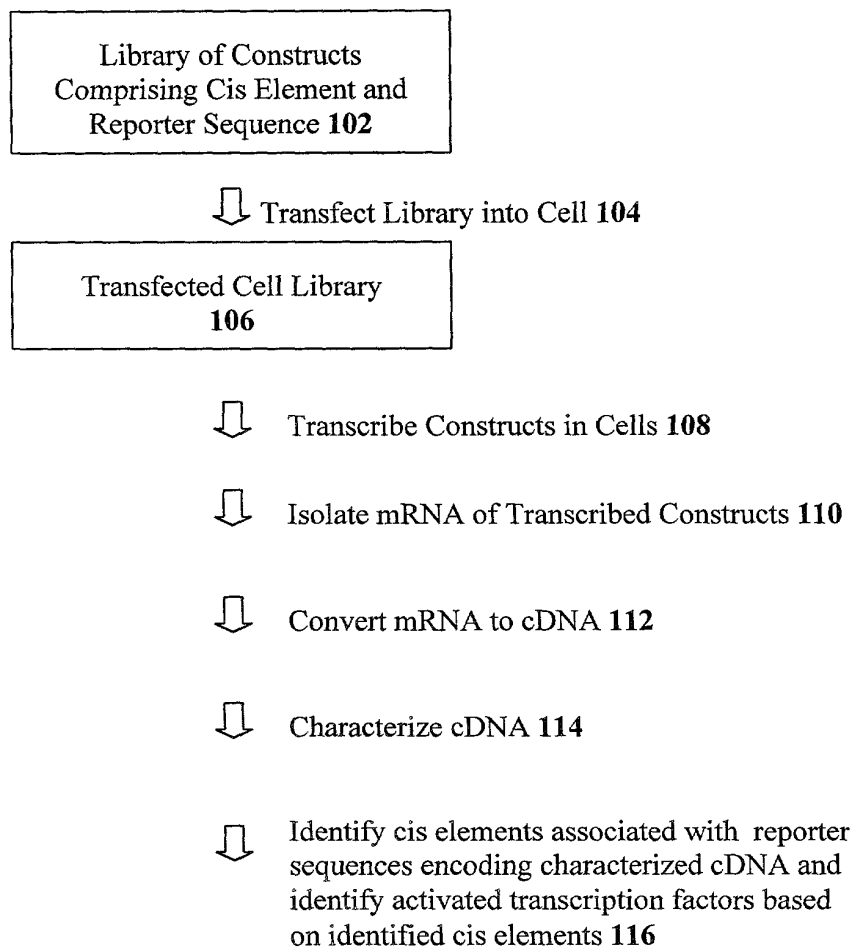 Library of Constructs
Comprising Cis Element and
Reporter Sequence 102
Transfect Library into Cell 104
Transfected Cell Library
106
Transcribe Constructs in Cells 108
Isolate mRNA of Transcribed Constructs 110
Convert mRNA to cDNA 112
Characterize cDNA 114
Identify cis elements associated with reporter
sequences encoding characterized cDNA and
identify activated transcription factors based
on identified cis elements 116